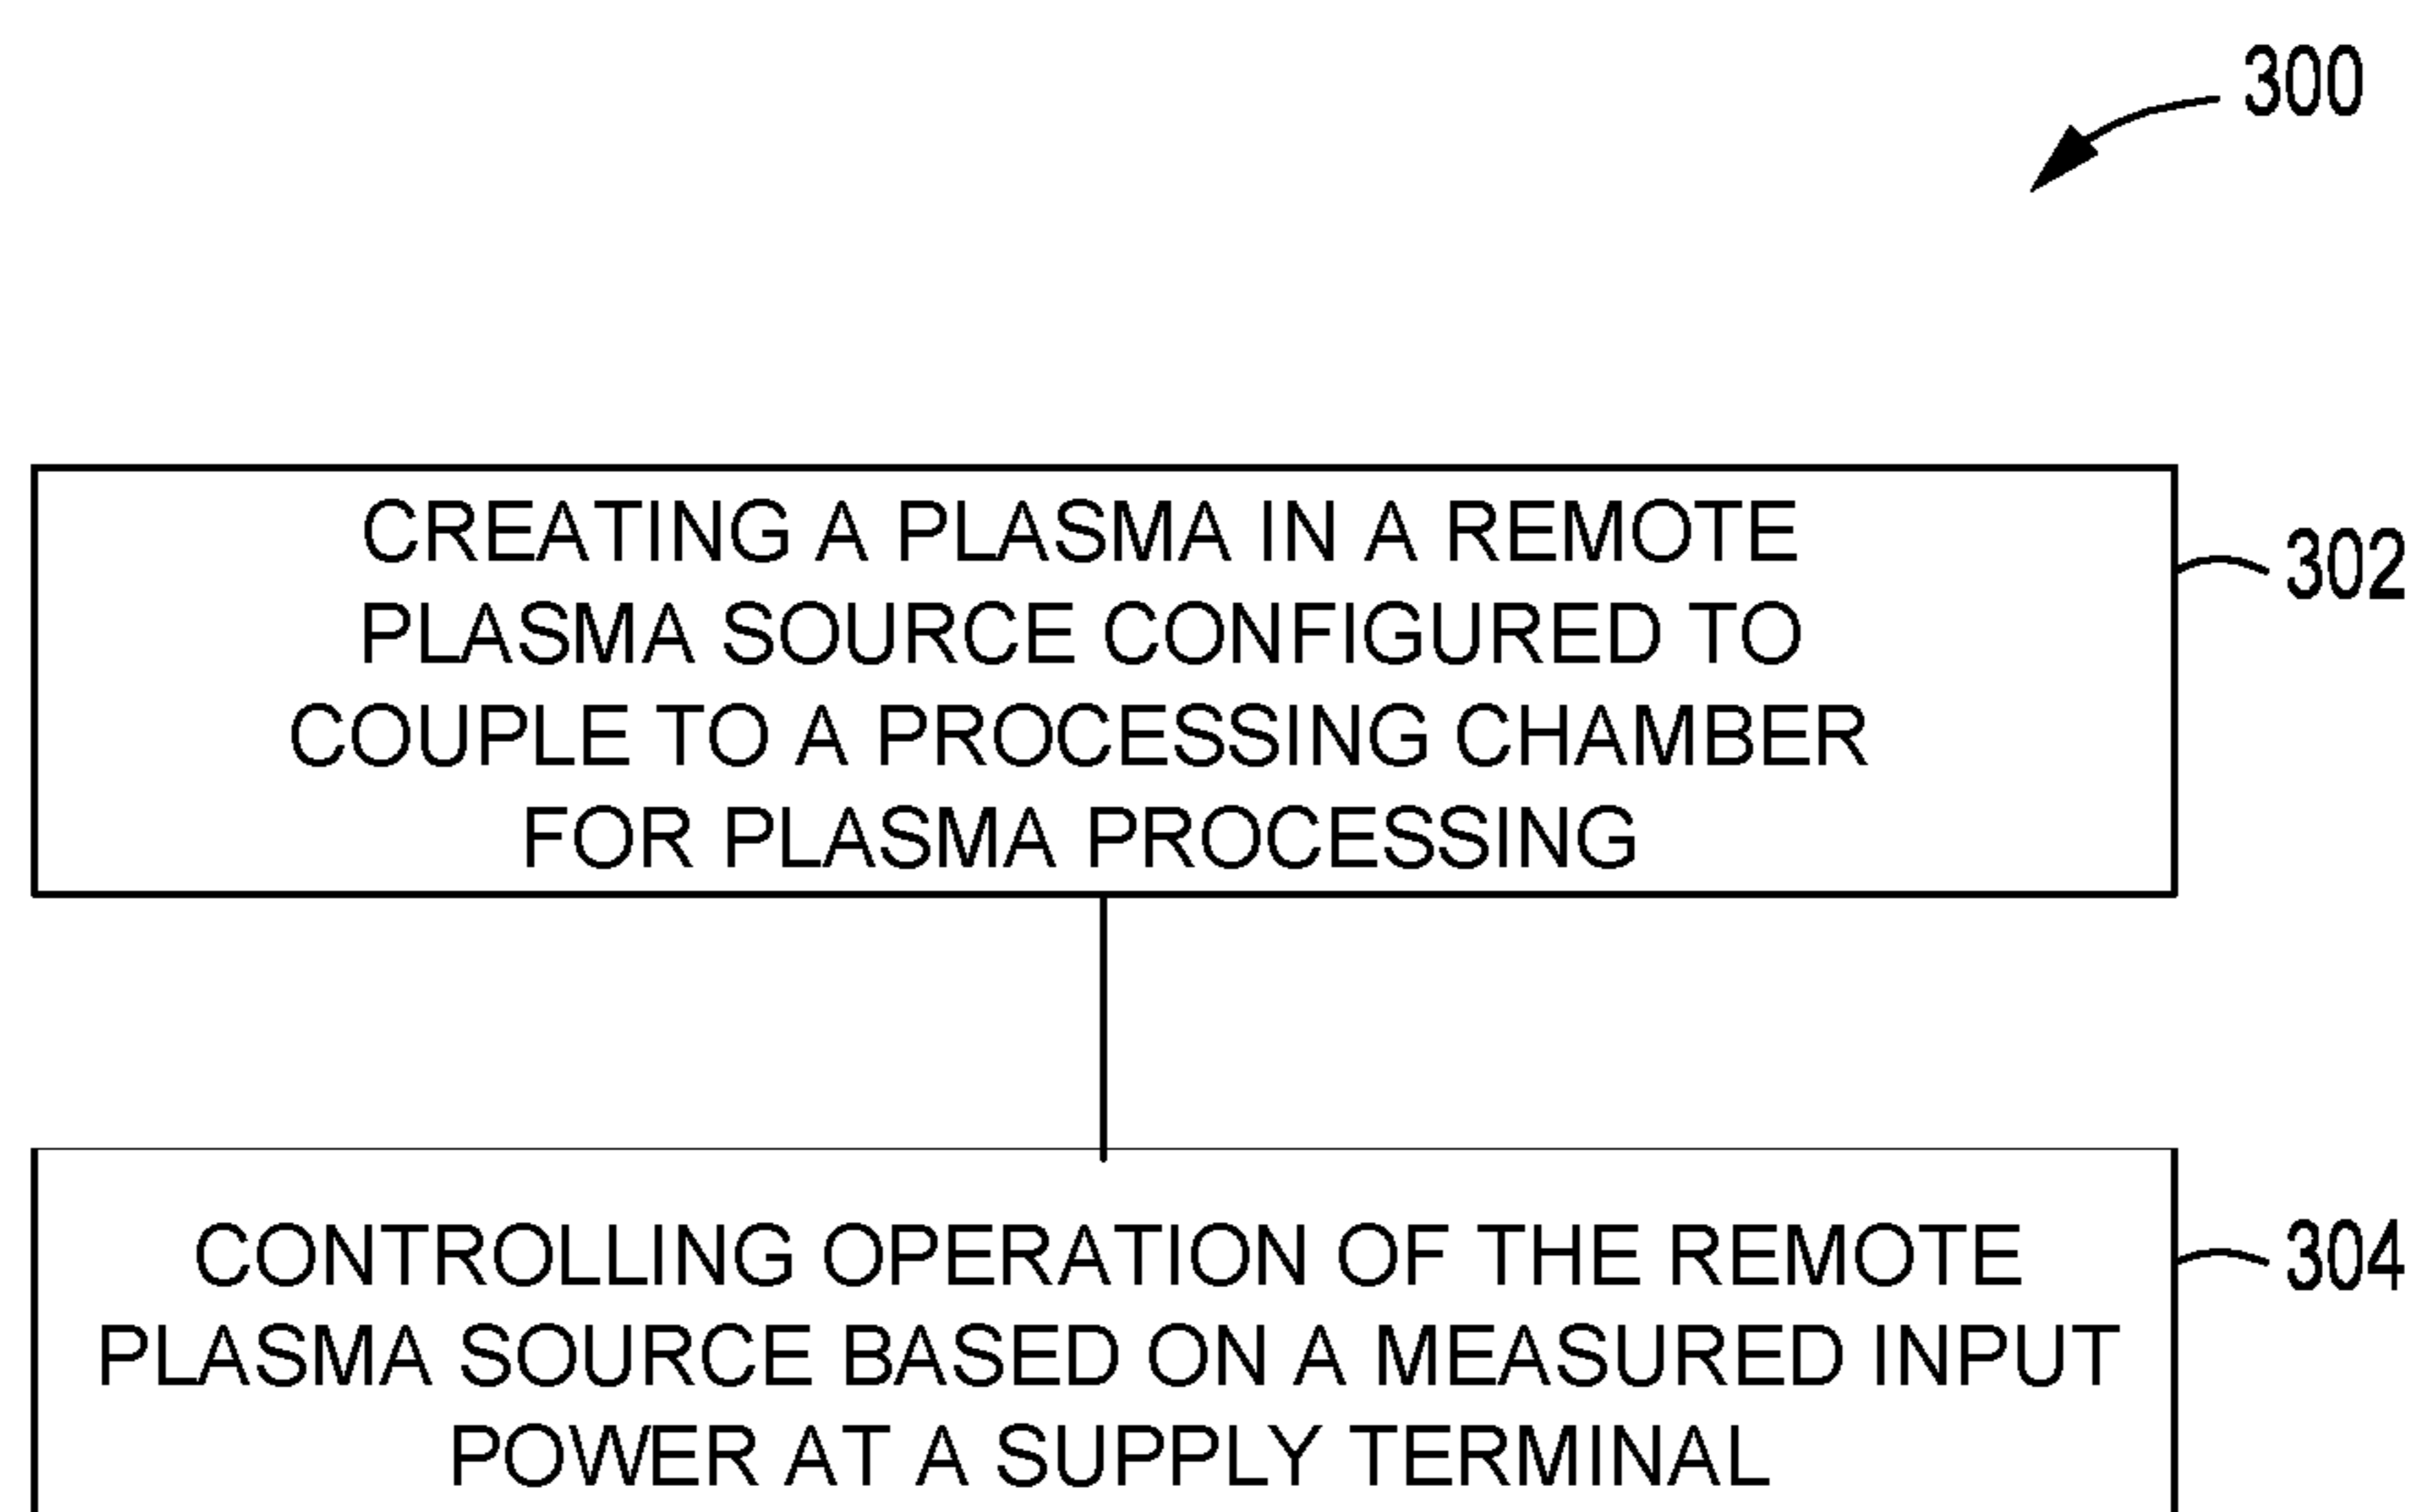 300
CREATING A PLASMA IN A REMOTE
PLASMA SOURCE CONFIGURED TO
COUPLE TO A PROCESSING CHAMBER
FOR PLASMA PROCESSING
302
CONTROLLING OPERATION OF THE REMOTE
PLASMA SOURCE BASED ON A MEASURED INPUT
POWER AT A SUPPLY TERMINAL
304